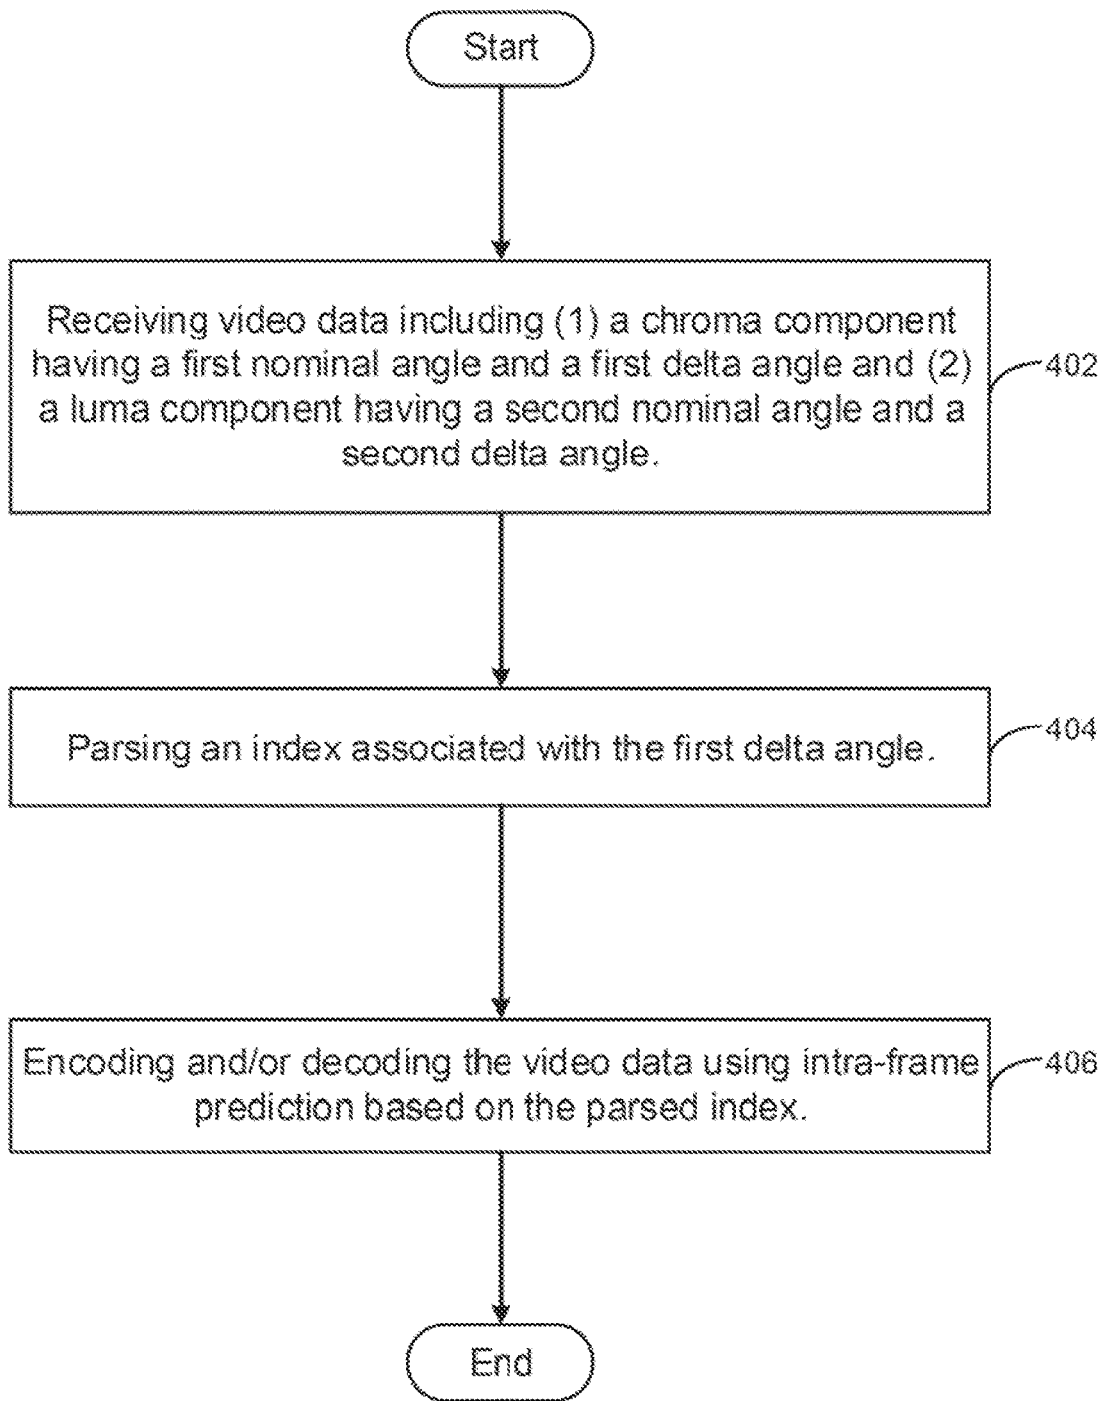 Start
Receiving video data including (1) a chroma component
having a first nominal angle and a first delta angle and (2)
a luma component having a second nominal angle and a
second delta angle.
402
Parsing an index associated with the first delta angle.
404
Encoding and/or decoding the video data using intra-frame
prediction based on the parsed index.
406
End